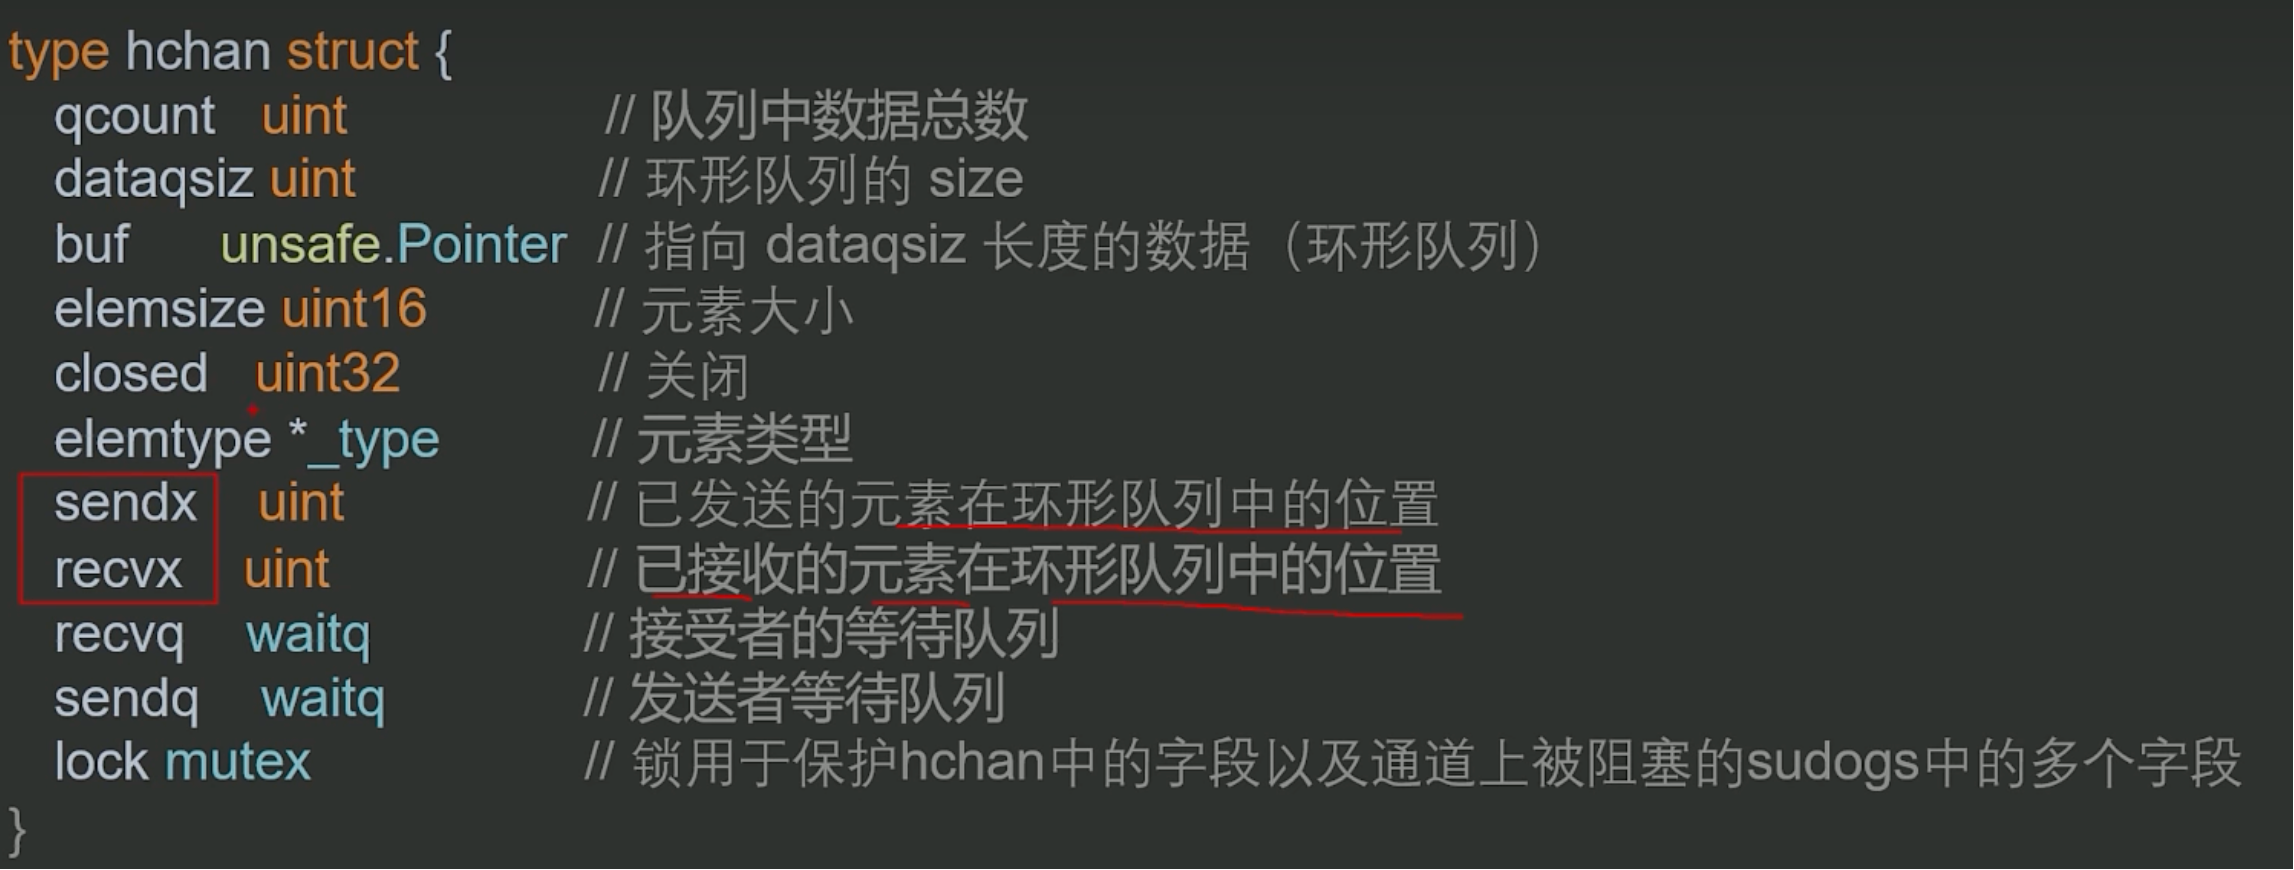 type hchan struct {
qcount uint // 队列中数据总数
dataqsiz uint // 环形队列的 size
buf unsafe.Pointer // 指向 dataqsiz 长度的数据（环形队列）
elemsize uint16 // 元素大小
closed uint32 // 关闭
elemtype *_type // 元素类型
sendx uint // 已发送的元素在环形队列中的位置
recvx uint // 已接收的元素在环形队列中的位置
recvq waitq // 接受者的等待队列
sendq waitq // 发送者等待队列
lock mutex // 锁用于保护hchan中的字段以及通道上被阻塞的sudogs中的多个字段
}